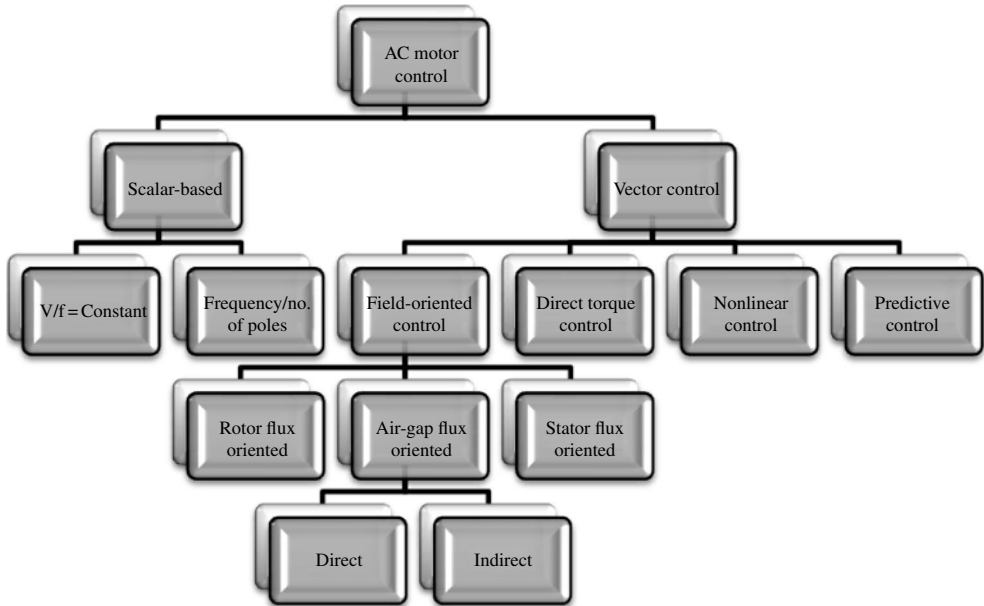 AC motor
control
Scalar-based
Vector control
V/f = Constant
Frequency/no.
of poles
Field-oriented
control
Direct torque
control
Nonlinear
control
Predictive
control
Rotor flux
oriented
Air-gap flux
oriented
Stator flux
oriented
Direct
Indirect